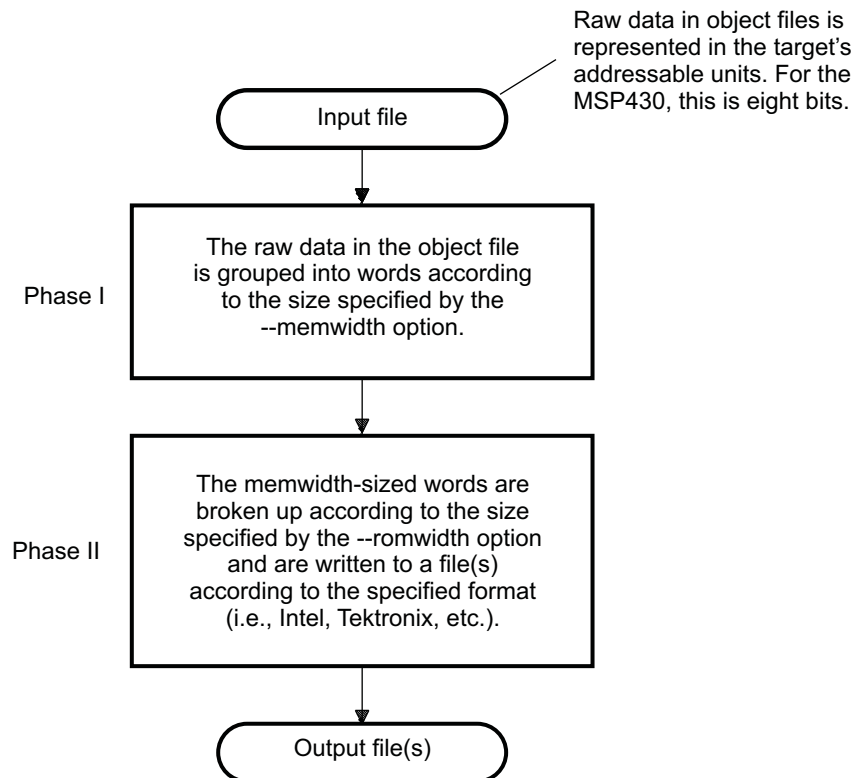 Raw data in object files is
represented in the target's
addressable units. For the
MSP430, this is eight bits.
Input file
Phase I
The raw data in the object file
is grouped into words according
to the size specified by the
--memwidth option.
Phase II
The memwidth-sized words are
broken up according to the size
specified by the --romwidth option
and are written to a file(s)
according to the specified format
(i.e., Intel, Tektronix, etc.).
Output file(s)